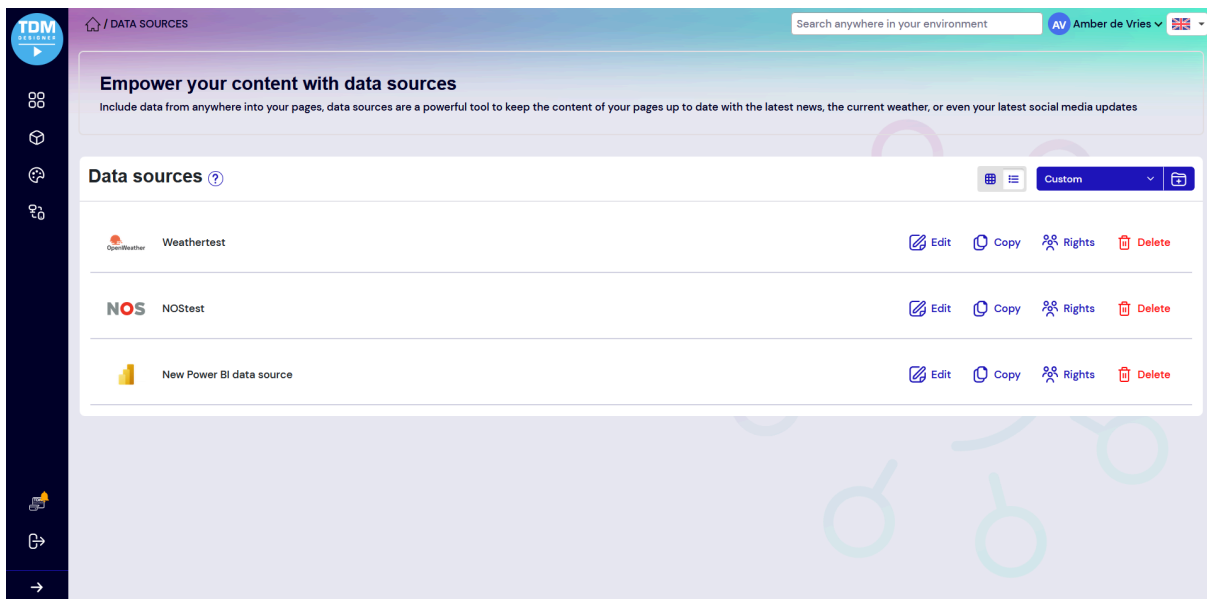 TDM
DESIGNER
/ DATA SOURCES
Search anywhere in your environment
AV Amber de Vries
Empower your content with data sources
Include data from anywhere into your pages, data sources are a powerful tool to keep the content of your pages up to date with the latest news, the current weather, or even your latest social media updates
Data sources ?
Custom
OpenWeather Weathertest Edit Copy Rights Delete
NOS NOStest Edit Copy Rights Delete
New Power BI data source Edit Copy Rights Delete